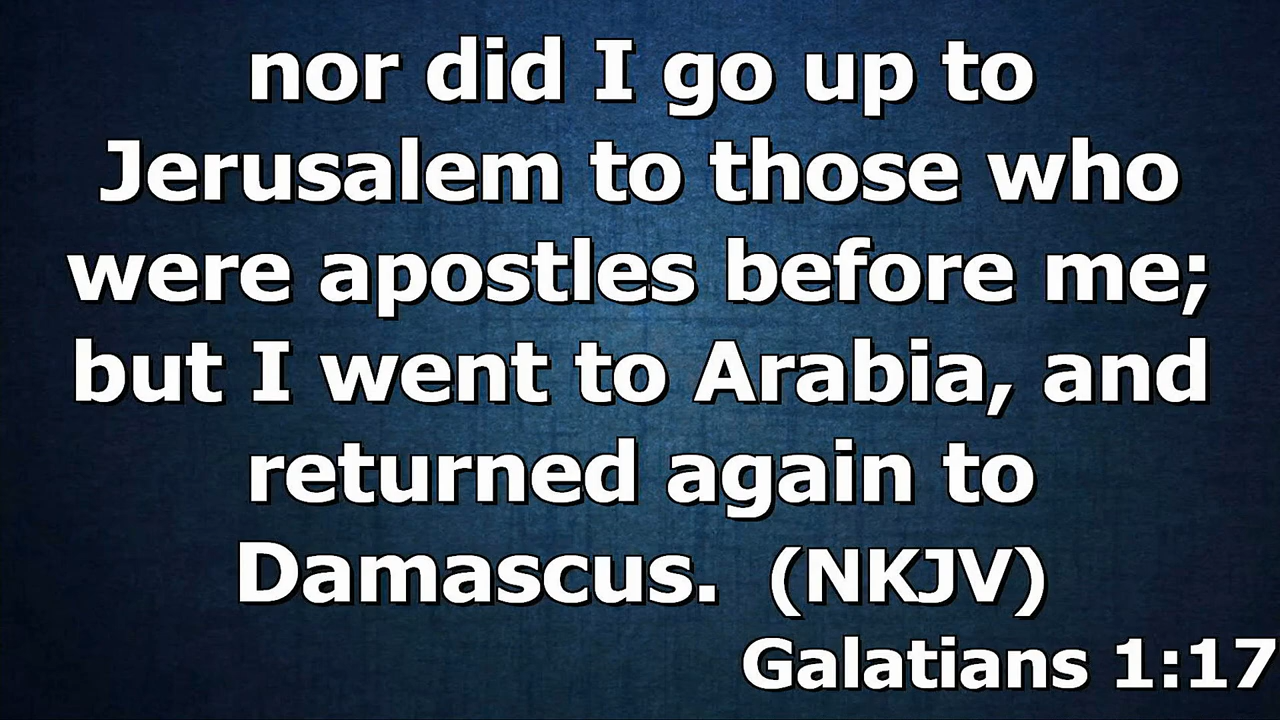 nor did I go up to
Jerusalem to those who
were apostles before me;
but I went to Arabia, and
returned again to
Damascus. (NKJV)
Galatians 1:17